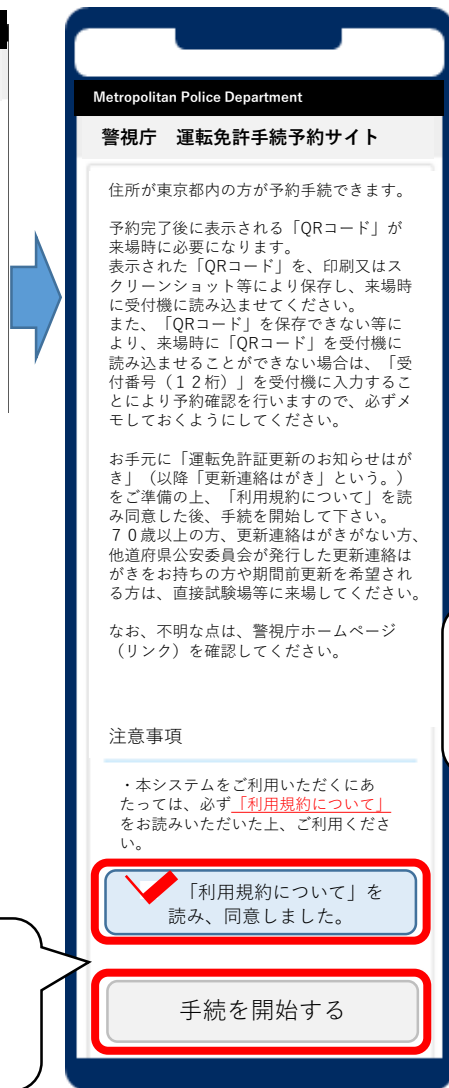 Metropolitan Police Department
警視庁　運転免許手続予約サイト
住所が東京都内の方が予約手続できます。
予約完了後に表示される「QRコード」が
来場時に必要になります。
表示された「QRコード」を、印刷又はス
クリーンショット等により保存し、来場時
に受付機に読み込ませてください。
また、「QRコード」を保存できない等に
より、来場時に「QRコード」を受付機に
読み込ませることができない場合は、「受
付番号（１２桁）」を受付機に入力するこ
とにより予約確認を行いますので、必ずメ
モしておくようにしてください。
お手元に「運転免許証更新のお知らせはが
き」（以降「更新連絡はがき」という。）
をご準備の上、「利用規約について」を読
み同意した後、手続を開始して下さい。
７０歳以上の方、更新連絡はがきがない方、
他道府県公安委員会が発行した更新連絡は
がきをお持ちの方や期間前更新を希望され
る方は、直接試験場等に来場してください。
なお、不明な点は、警視庁ホームページ
（リンク）を確認してください。
注意事項
・本システムをご利用いただくにあ
たっては、必ず「利用規約について」
をお読みいただいた上、ご利用くださ
い。
「利用規約について」を
読み、同意しました。
手続を開始する